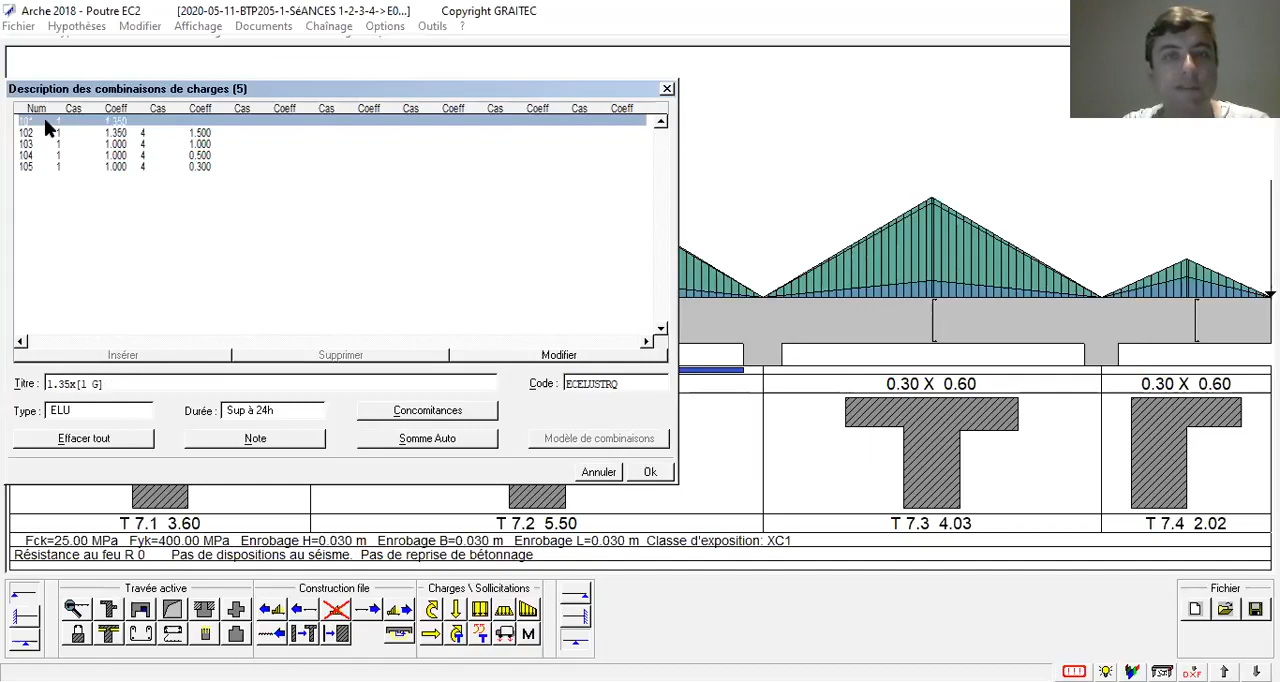 Arche 2018 - Poutre EC2 [2020-05-11-BTP205-1-SéANCES 1-2-3-4->E0...] Copyright GRAITEC
Fichier Hypothèses Modifier Affichage Documents Chaînage Options Outils ?
Description des combinaisons de charges (5)
Num Cas Coeff Cas Coeff Cas Coeff Cas Coeff Cas Coeff Cas Coeff Cas Coeff
101 1 1.350
102 1 1.350 4 1.500
103 1 1.000 4 1.000
104 1 1.000 4 0.500
105 1 1.000 4 0.300
Insérer Supprimer Modifier
Titre : 1.35x[1 G] Code : ECELUSTRQ
Type : ELU Durée : Sup à 24h Concomitances
Effacer tout Note Somme Auto Modèle de combinaisons
Annuler Ok
0.30 X 0.60 0.30 X 0.60
T 7.1 3.60 T 7.2 5.50 T 7.3 4.03 T 7.4 2.02
Fck=25.00 MPa Fyk=400.00 MPa Enrobage H=0.030 m Enrobage B=0.030 m Enrobage L=0.030 m Classe d'exposition: XC1
Résistance au feu R 0 Pas de dispositions au séisme. Pas de reprise de bétonnage
Travée active Construction file Charges / Sollicitations Fichier
M
DXF